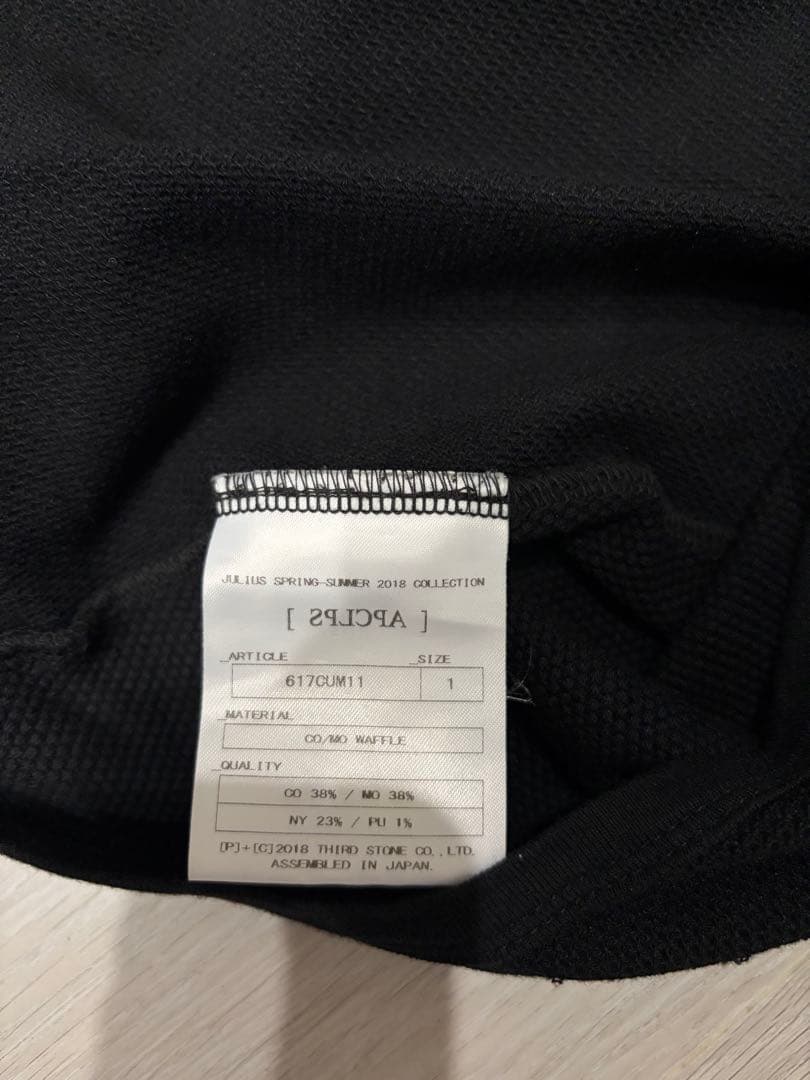 JULIUS SPRING-SUMMER 2018 COLLECTION
[ APCLPS ]
_ARTICLE _SIZE
617CUM11 1
_MATERIAL
CO/MO WAFFLE
_QUALITY
CO 38% / MO 38%
NY 23% / PU 1%
[P]+[C]2018 THIRD STONE CO.,LTD.
ASSEMBLED IN JAPAN.